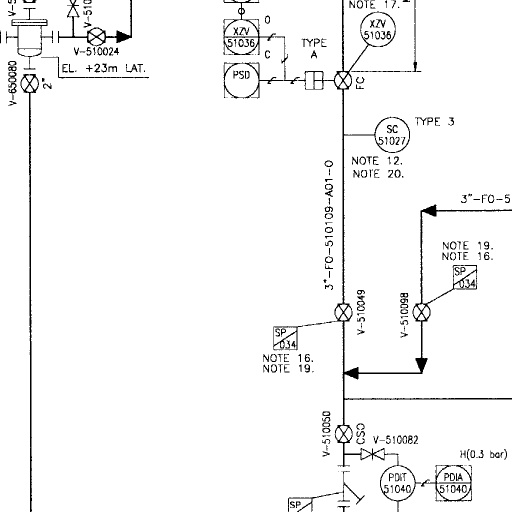 NOTE 17.
XZV
51036
O
C
TYPE
A
XZV
51036
V-510024
EL. +23m LAT.
V-650080
2"
PSD
FC
SC
51027
TYPE 3
NOTE 12.
NOTE 20.
3"-FO-510109-A01-O
3"-FO-5
NOTE 19.
NOTE 16.
SP
034
V-510049
V-510098
SP
034
NOTE 16.
NOTE 19.
V-510050
CSO
V-510082
H(0.3 bar)
PDIT
51040
PDIA
51040
SP